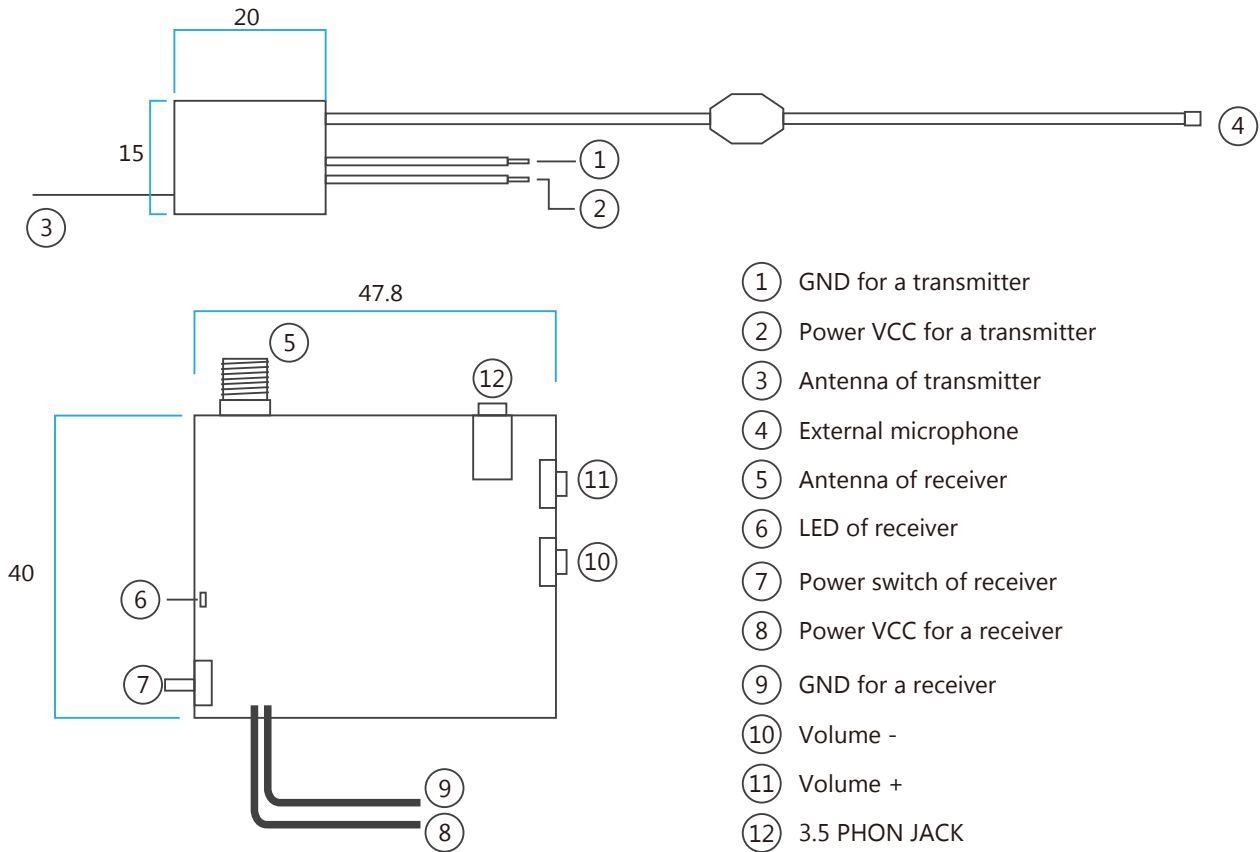 20
15
4
1
2
3
47.8
5
12
11
10
40
6
7
9
8
1 GND for a transmitter
2 Power VCC for a transmitter
3 Antenna of transmitter
4 External microphone
5 Antenna of receiver
6 LED of receiver
7 Power switch of receiver
8 Power VCC for a receiver
9 GND for a receiver
10 Volume -
11 Volume +
12 3.5 PHON JACK